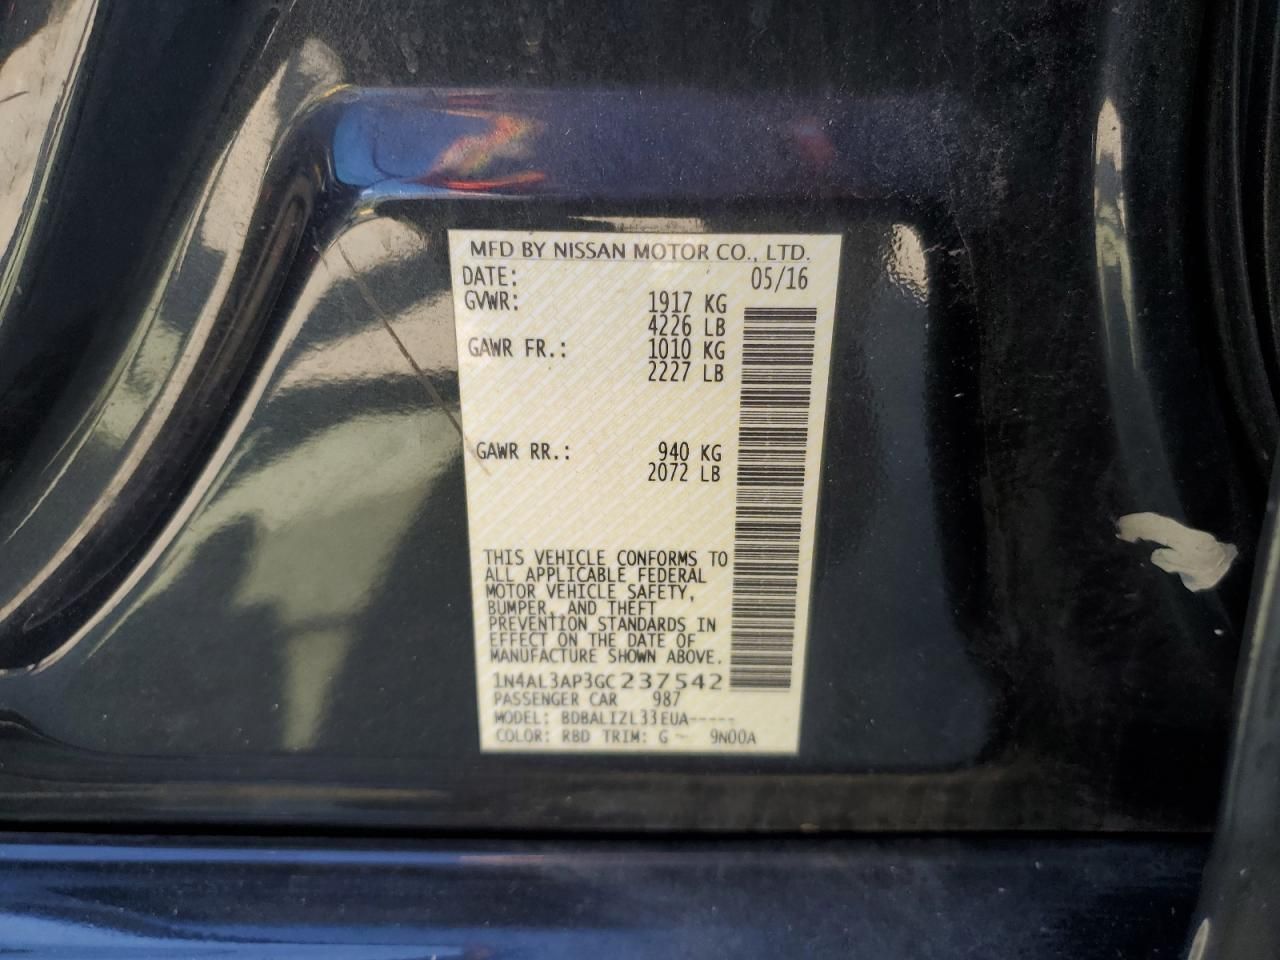 MFD BY NISSAN MOTOR CO., LTD.
DATE: 05/16
GVWR: 1917 KG
4226 LB
GAWR FR.: 1010 KG
2227 LB
GAWR RR.: 940 KG
2072 LB
THIS VEHICLE CONFORMS TO
ALL APPLICABLE FEDERAL
MOTOR VEHICLE SAFETY,
BUMPER, AND THEFT
PREVENTION STANDARDS IN
EFFECT ON THE DATE OF
MANUFACTURE SHOWN ABOVE.
1N4AL3AP3GC237542
PASSENGER CAR 987
MODEL: BDBALIZL33EUA-----
COLOR: RBD TRIM: G ~ 9N00A